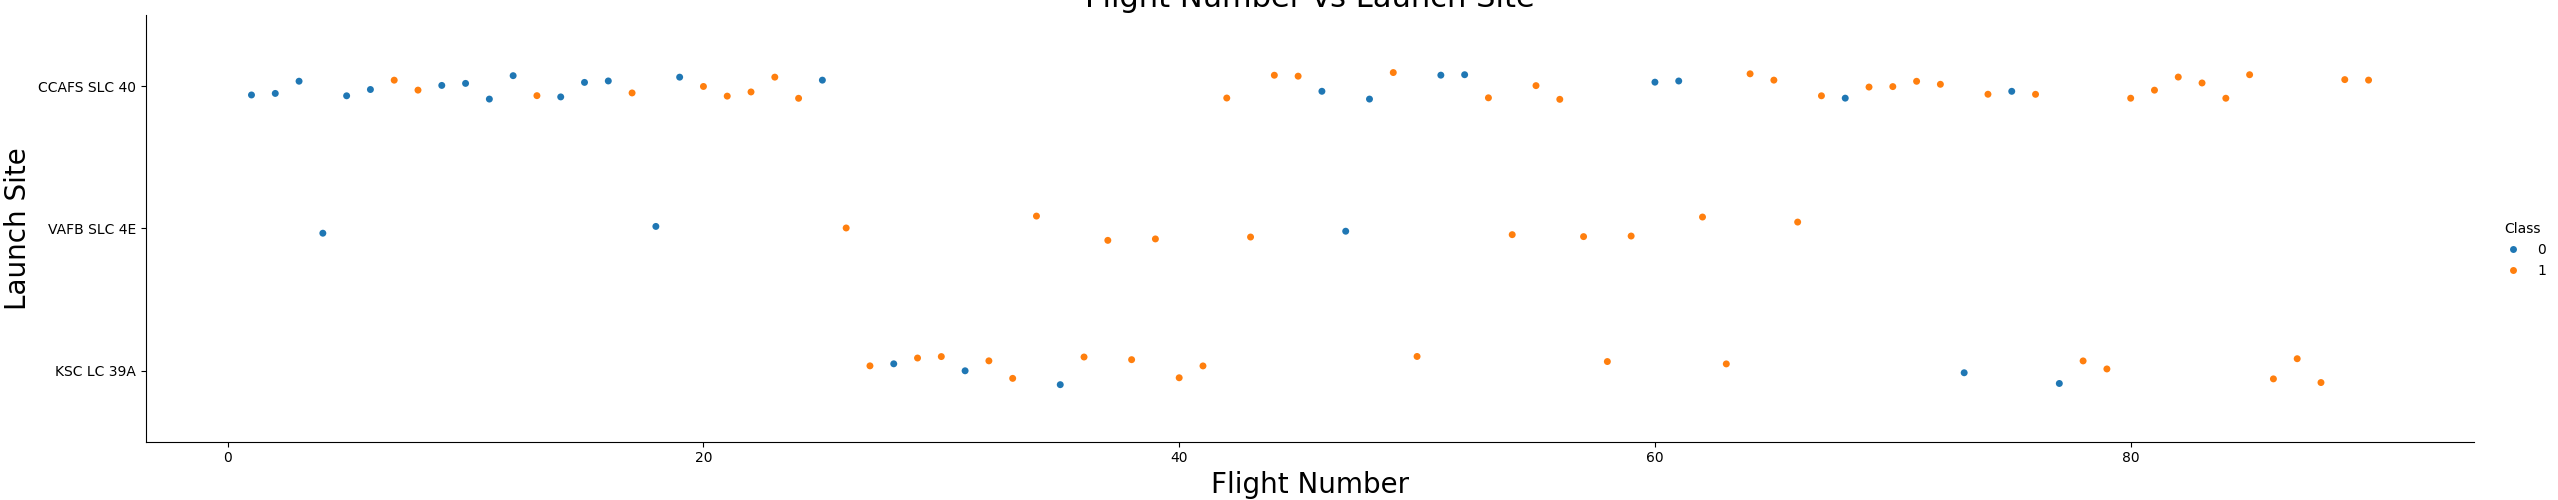 Flight Number vs Launch Site
CCAFS SLC 40
VAFB SLC 4E
KSC LC 39A
Launch Site
0 20 40 60 80
Flight Number
Class
0
1